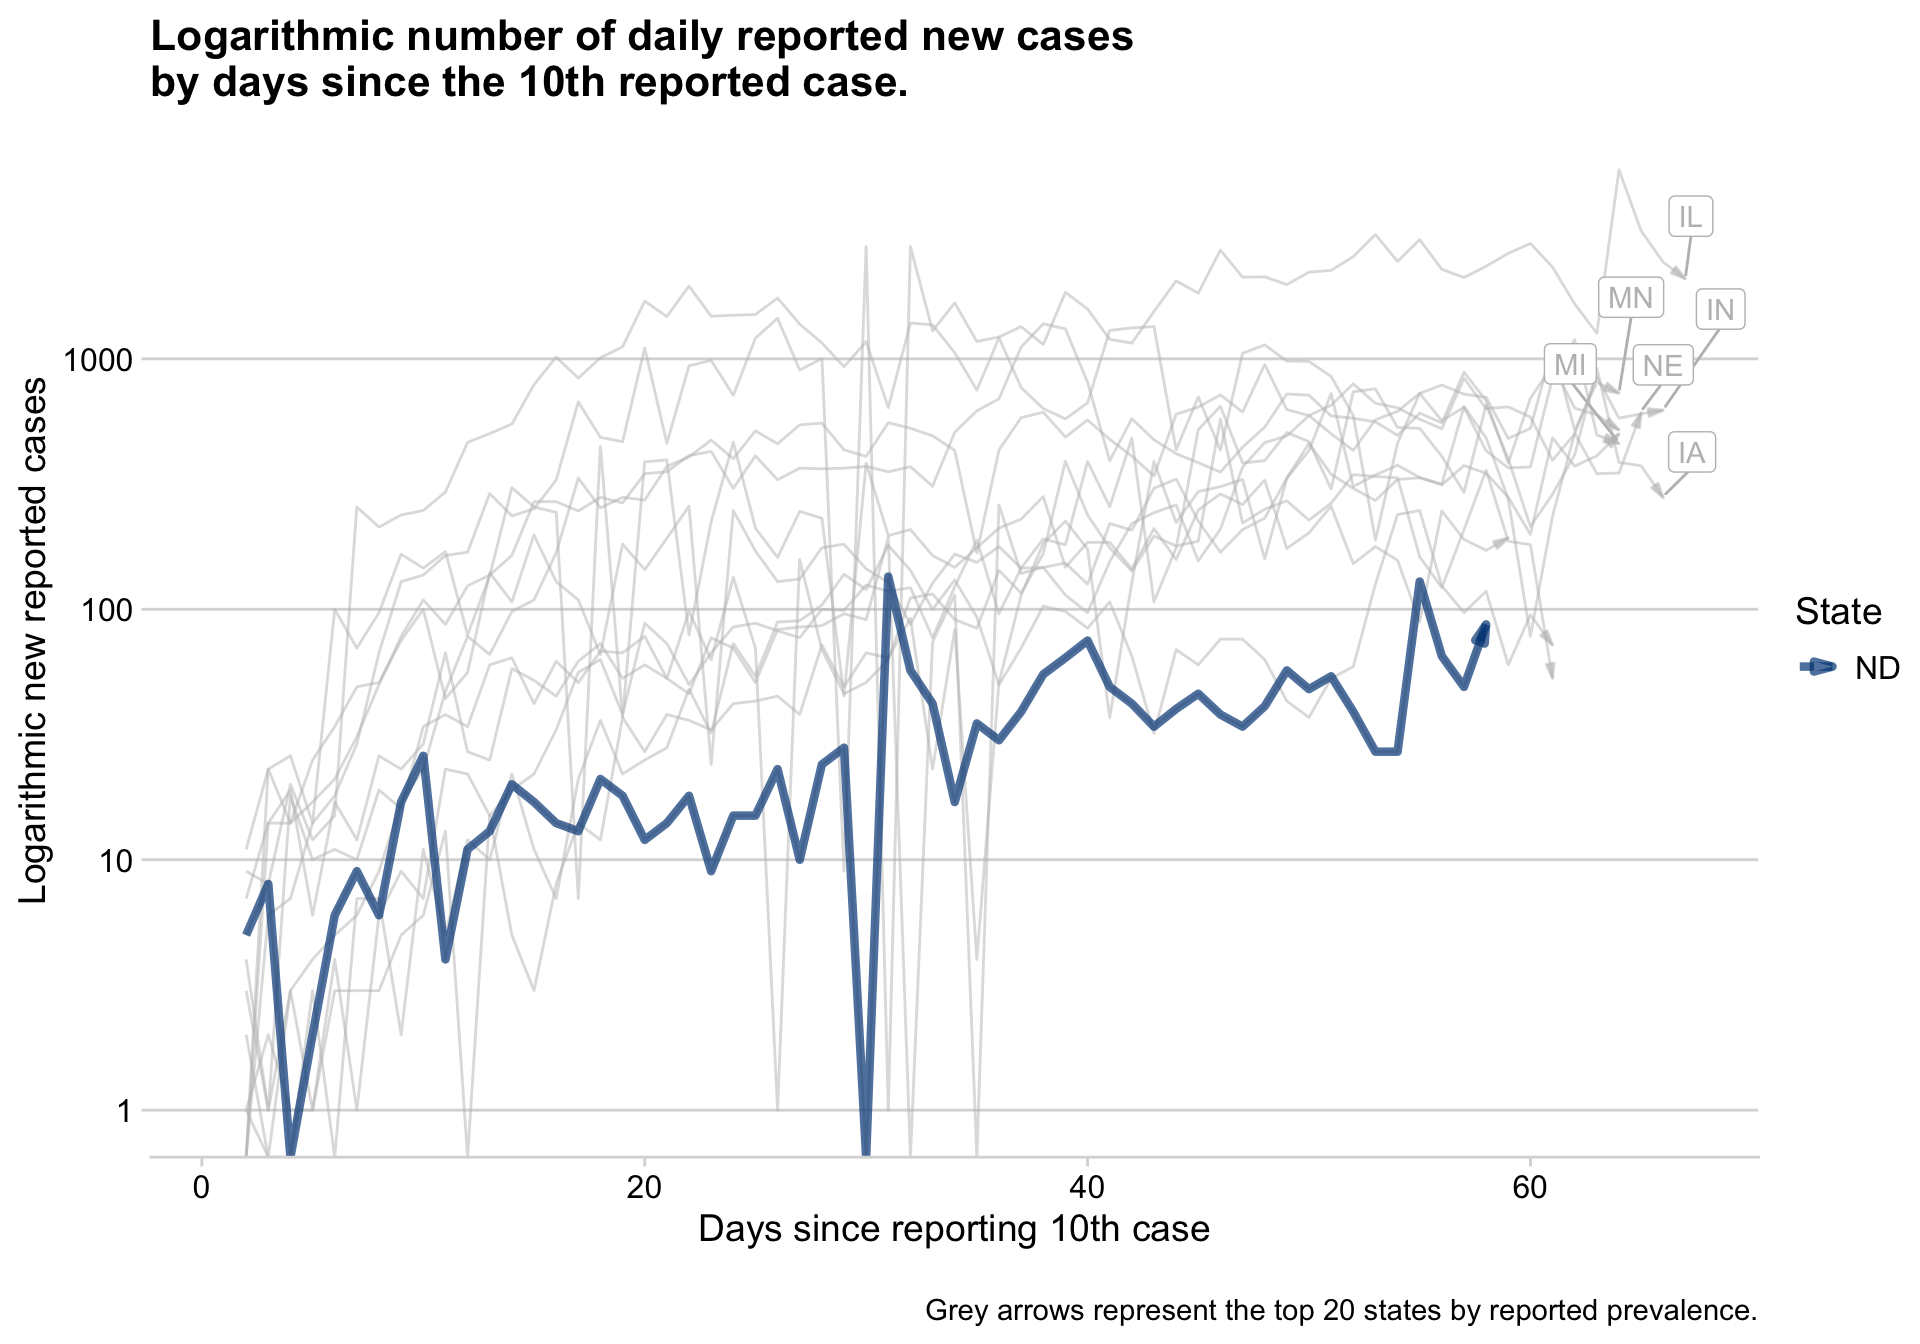 Logarithmic number of daily reported new cases
by days since the 10th reported case.
IL
MN
IN
MI
NE
IA
1000
100
10
1
Logarithmic new reported cases
State
ND
0
20
40
60
Days since reporting 10th case
Grey arrows represent the top 20 states by reported prevalence.